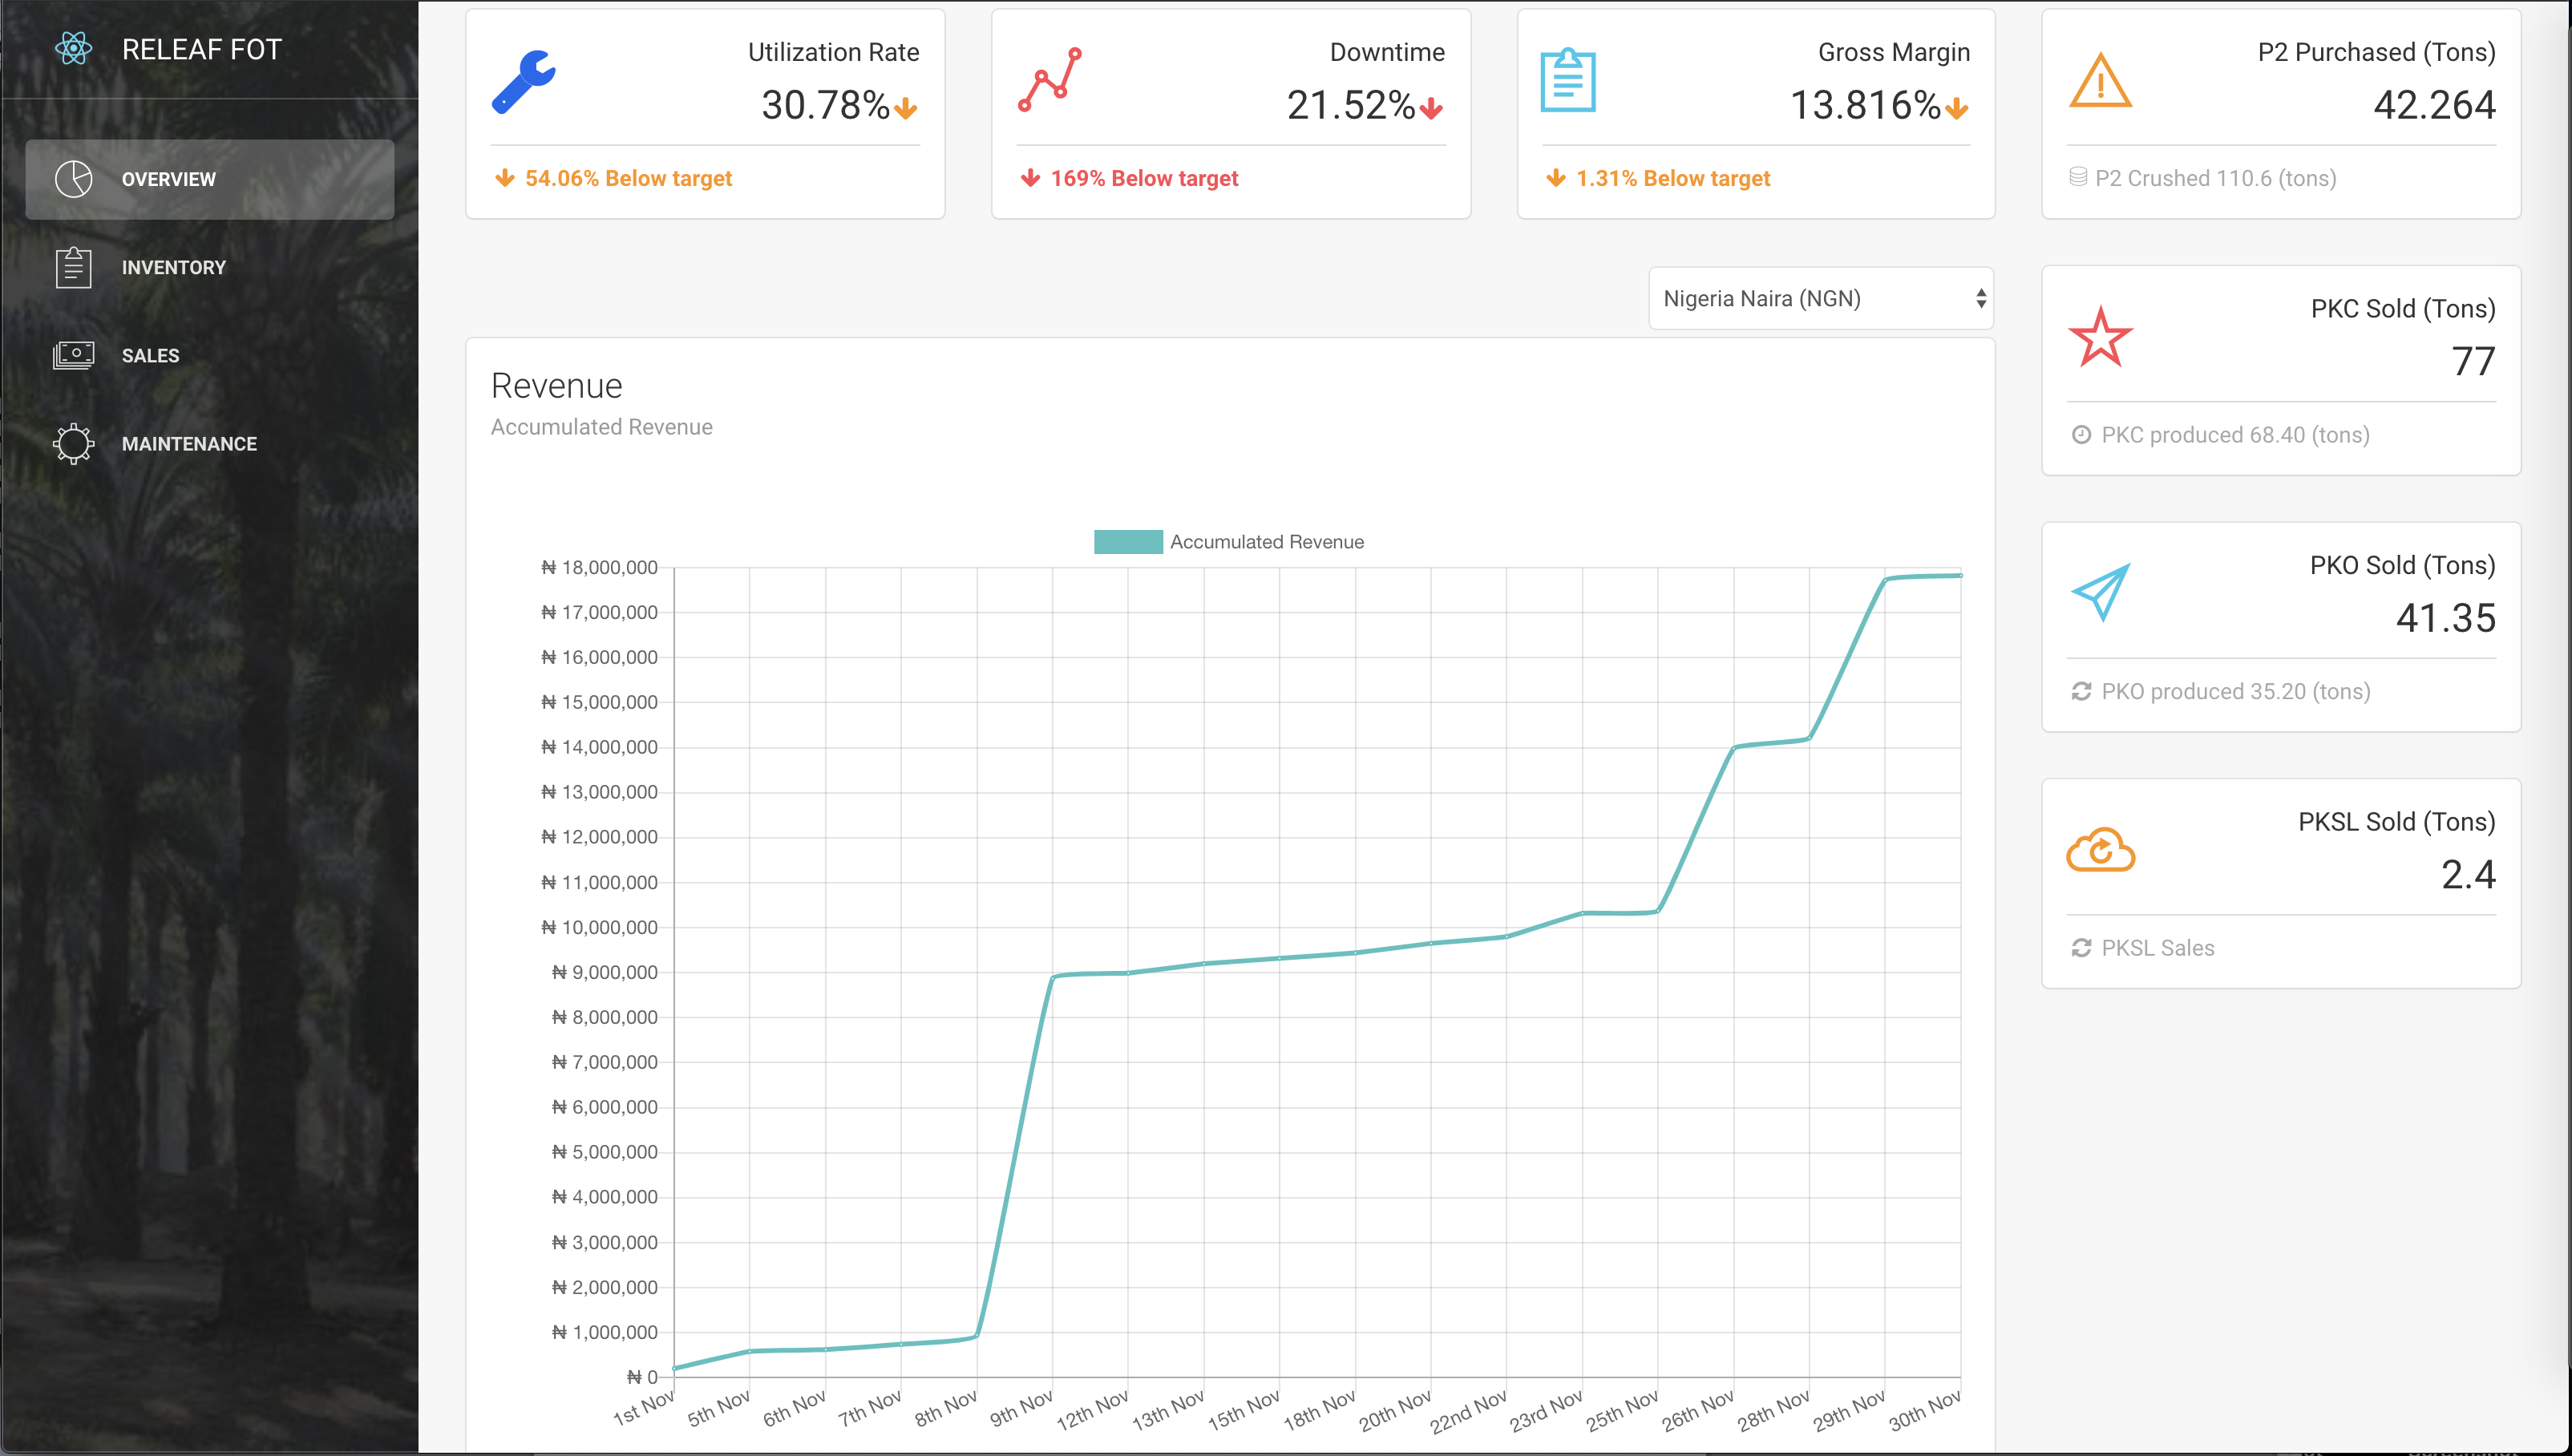 RELEAF FOT
OVERVIEW
INVENTORY
SALES
MAINTENANCE
Utilization Rate
30.78%
54.06% Below target
Downtime
21.52%
169% Below target
Gross Margin
13.816%
1.31% Below target
P2 Purchased (Tons)
42.264
P2 Crushed 110.6 (tons)
Nigeria Naira (NGN)
PKC Sold (Tons)
77
PKC produced 68.40 (tons)
PKO Sold (Tons)
41.35
PKO produced 35.20 (tons)
PKSL Sold (Tons)
2.4
PKSL Sales
Revenue
Accumulated Revenue
Accumulated Revenue
₦ 18,000,000
₦ 17,000,000
₦ 16,000,000
₦ 15,000,000
₦ 14,000,000
₦ 13,000,000
₦ 12,000,000
₦ 11,000,000
₦ 10,000,000
₦ 9,000,000
₦ 8,000,000
₦ 7,000,000
₦ 6,000,000
₦ 5,000,000
₦ 4,000,000
₦ 3,000,000
₦ 2,000,000
₦ 1,000,000
₦ 0
1st Nov
5th Nov
6th Nov
7th Nov
8th Nov
9th Nov
12th Nov
13th Nov
15th Nov
18th Nov
20th Nov
22nd Nov
23rd Nov
25th Nov
26th Nov
28th Nov
29th Nov
30th Nov